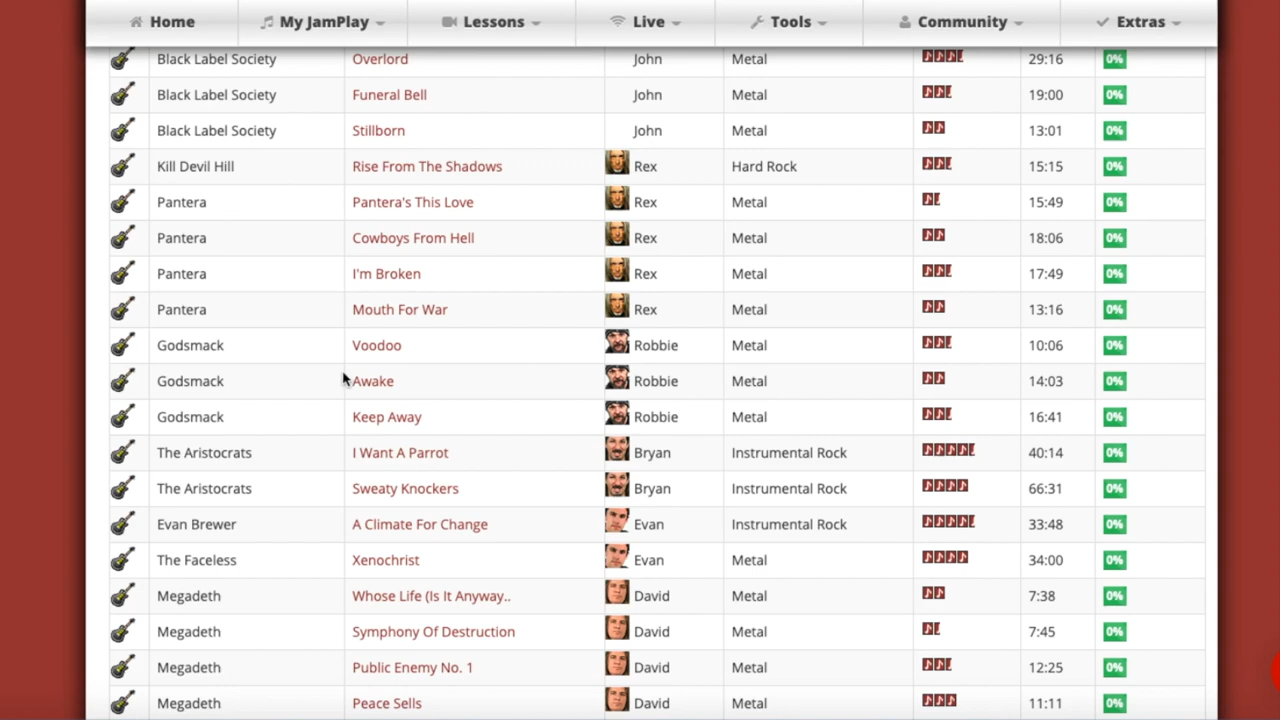 Home My JamPlay Lessons Live Tools Community Extras
Black Label Society Overlord John Metal 29:16 0%
Black Label Society Funeral Bell John Metal 19:00 0%
Black Label Society Stillborn John Metal 13:01 0%
Kill Devil Hill Rise From The Shadows Rex Hard Rock 15:15 0%
Pantera Pantera's This Love Rex Metal 15:49 0%
Pantera Cowboys From Hell Rex Metal 18:06 0%
Pantera I'm Broken Rex Metal 17:49 0%
Pantera Mouth For War Rex Metal 13:16 0%
Godsmack Voodoo Robbie Metal 10:06 0%
Godsmack Awake Robbie Metal 14:03 0%
Godsmack Keep Away Robbie Metal 16:41 0%
The Aristocrats I Want A Parrot Bryan Instrumental Rock 40:14 0%
The Aristocrats Sweaty Knockers Bryan Instrumental Rock 66:31 0%
Evan Brewer A Climate For Change Evan Instrumental Rock 33:48 0%
The Faceless Xenochrist Evan Metal 34:00 0%
Megadeth Whose Life (Is It Anyway.. David Metal 7:38 0%
Megadeth Symphony Of Destruction David Metal 7:45 0%
Megadeth Public Enemy No. 1 David Metal 12:25 0%
Megadeth Peace Sells David Metal 11:11 0%